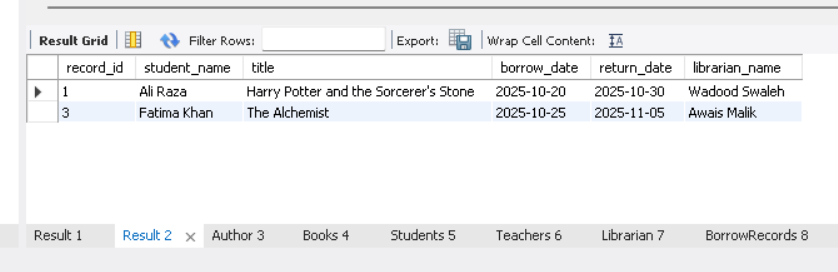 Result Grid Filter Rows: Export: Wrap Cell Content: IA
record_id student_name title borrow_date return_date librarian_name
1 Ali Raza Harry Potter and the Sorcerer's Stone 2025-10-20 2025-10-30 Wadood Swaleh
3 Fatima Khan The Alchemist 2025-10-25 2025-11-05 Awais Malik
Result 1 Result 2 × Author 3 Books 4 Students 5 Teachers 6 Librarian 7 BorrowRecords 8